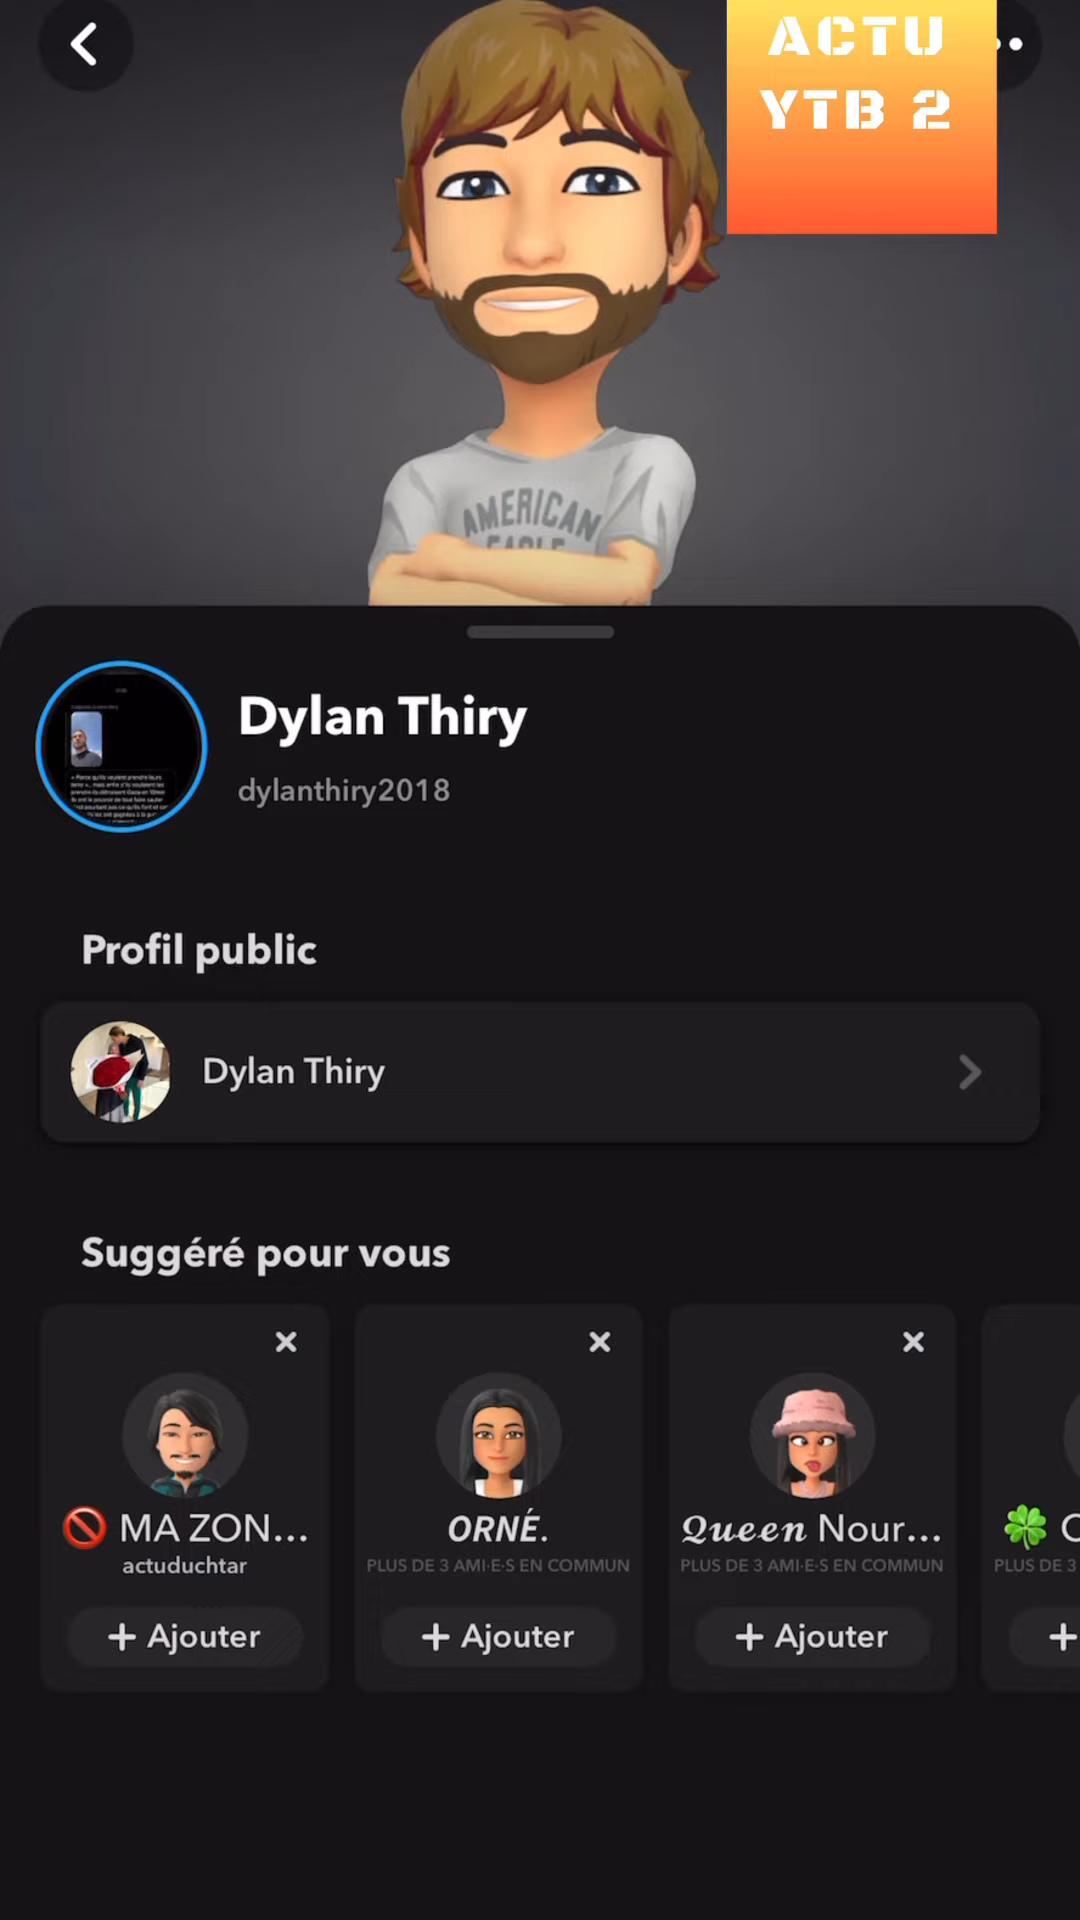 ACTU
YTB 2
AMERICAN
EAGLE
Dylan Thiry
dylanthiry2018
Profil public
Dylan Thiry
Suggéré pour vous
MA ZON...
ORNÉ.
Queen Nour...
actuduchtar
PLUS DE 3 AMI·E·S EN COMMUN
PLUS DE 3 AMI·E·S EN COMMUN
PLUS DE 3
+ Ajouter
+ Ajouter
+ Ajouter
+